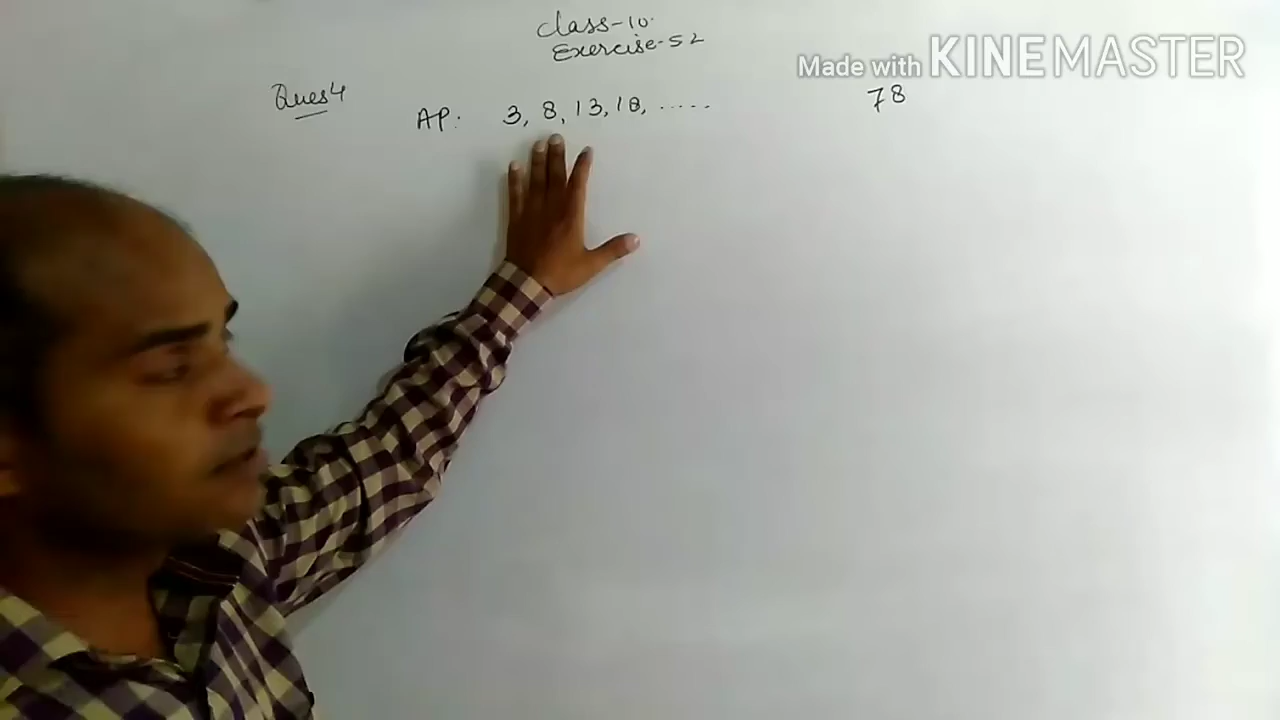 Class-10.
Exercise-5.2
Made with KINEMASTER
Ques4
AP: 3, 8, 13, 18, .....
78